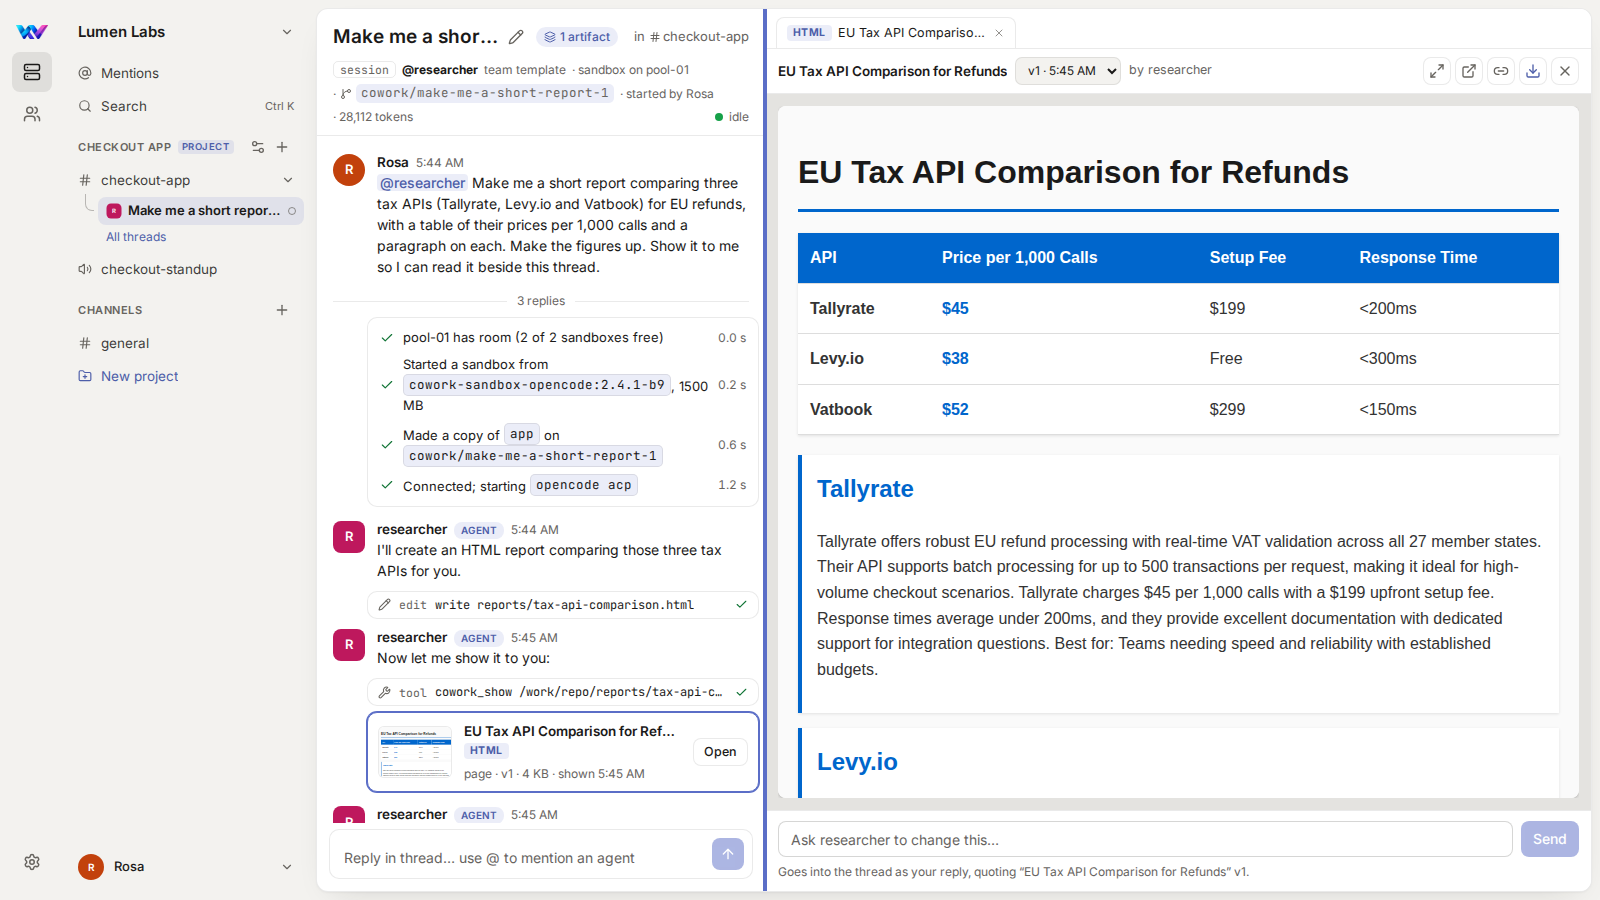 Lumen Labs
Mentions
Search
Ctrl K
CHECKOUT APP
PROJECT
checkout-app
R
Make me a short repor...
All threads
checkout-standup
CHANNELS
general
New project
R
Rosa
Make me a shor...
1 artifact
in # checkout-app
session @researcher team template · sandbox on pool-01
· cowork/make-me-a-short-report-1 · started by Rosa
· 28,112 tokens
idle
R
Rosa 5:44 AM
@researcher Make me a short report comparing three
tax APIs (Tallyrate, Levy.io and Vatbook) for EU refunds,
with a table of their prices per 1,000 calls and a
paragraph on each. Make the figures up. Show it to me
so I can read it beside this thread.
3 replies
pool-01 has room (2 of 2 sandboxes free) 0.0 s
Started a sandbox from
cowork-sandbox-opencode:2.4.1-b9, 1500 0.2 s
MB
Made a copy of app on
cowork/make-me-a-short-report-1 0.6 s
Connected; starting opencode acp 1.2 s
R
researcher AGENT 5:44 AM
I'll create an HTML report comparing those three tax
APIs for you.
edit write reports/tax-api-comparison.html
R
researcher AGENT 5:45 AM
Now let me show it to you:
tool cowork_show /work/repo/reports/tax-api-c...
EU Tax API Comparison for Ref...
HTML
page · v1 · 4 KB · shown 5:45 AM
Open
R
researcher AGENT 5:45 AM
Reply in thread... use @ to mention an agent
HTML EU Tax API Compariso...
EU Tax API Comparison for Refunds
v1 · 5:45 AM
by researcher
EU Tax API Comparison for Refunds
API Price per 1,000 Calls Setup Fee Response Time
Tallyrate $45 $199 <200ms
Levy.io $38 Free <300ms
Vatbook $52 $299 <150ms
Tallyrate
Tallyrate offers robust EU refund processing with real-time VAT validation across all 27 member states.
Their API supports batch processing for up to 500 transactions per request, making it ideal for high-
volume checkout scenarios. Tallyrate charges $45 per 1,000 calls with a $199 upfront setup fee.
Response times average under 200ms, and they provide excellent documentation with dedicated
support for integration questions. Best for: Teams needing speed and reliability with established
budgets.
Levy.io
Ask researcher to change this...
Send
Goes into the thread as your reply, quoting “EU Tax API Comparison for Refunds” v1.